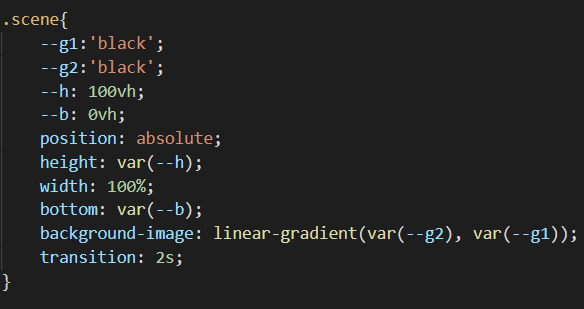 .scene{
--g1:'black';
--g2:'black';
--h: 100vh;
--b: 0vh;
position: absolute;
height: var(--h);
width: 100%;
bottom: var(--b);
background-image: linear-gradient(var(--g2), var(--g1));
transition: 2s;
}